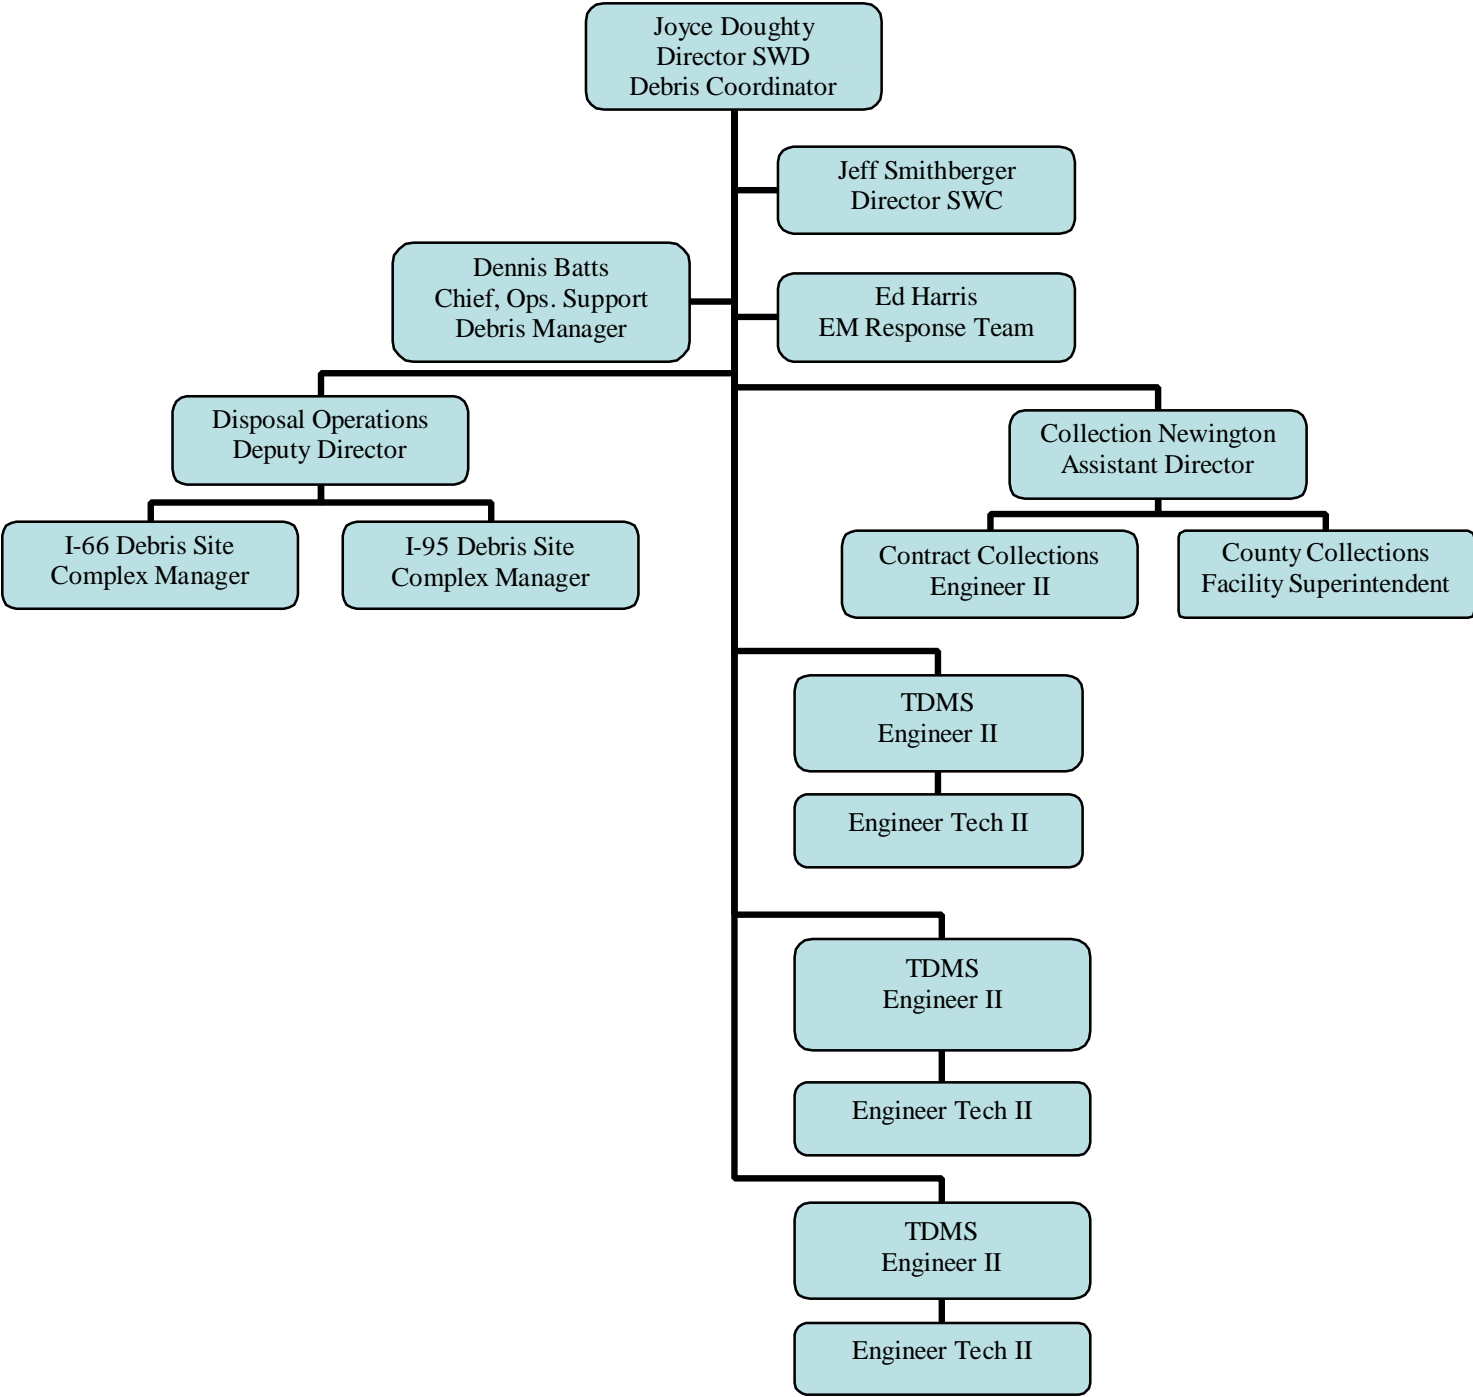 Joyce Doughty
Director SWD
Debris Coordinator
Jeff Smithberger
Director SWC
Dennis Batts
Chief, Ops. Support
Debris Manager
Ed Harris
EM Response Team
Disposal Operations
Deputy Director
Collection Newington
Assistant Director
I-66 Debris Site
Complex Manager
I-95 Debris Site
Complex Manager
Contract Collections
Engineer II
County Collections
Facility Superintendent
TDMS
Engineer II
Engineer Tech II
TDMS
Engineer II
Engineer Tech II
TDMS
Engineer II
Engineer Tech II